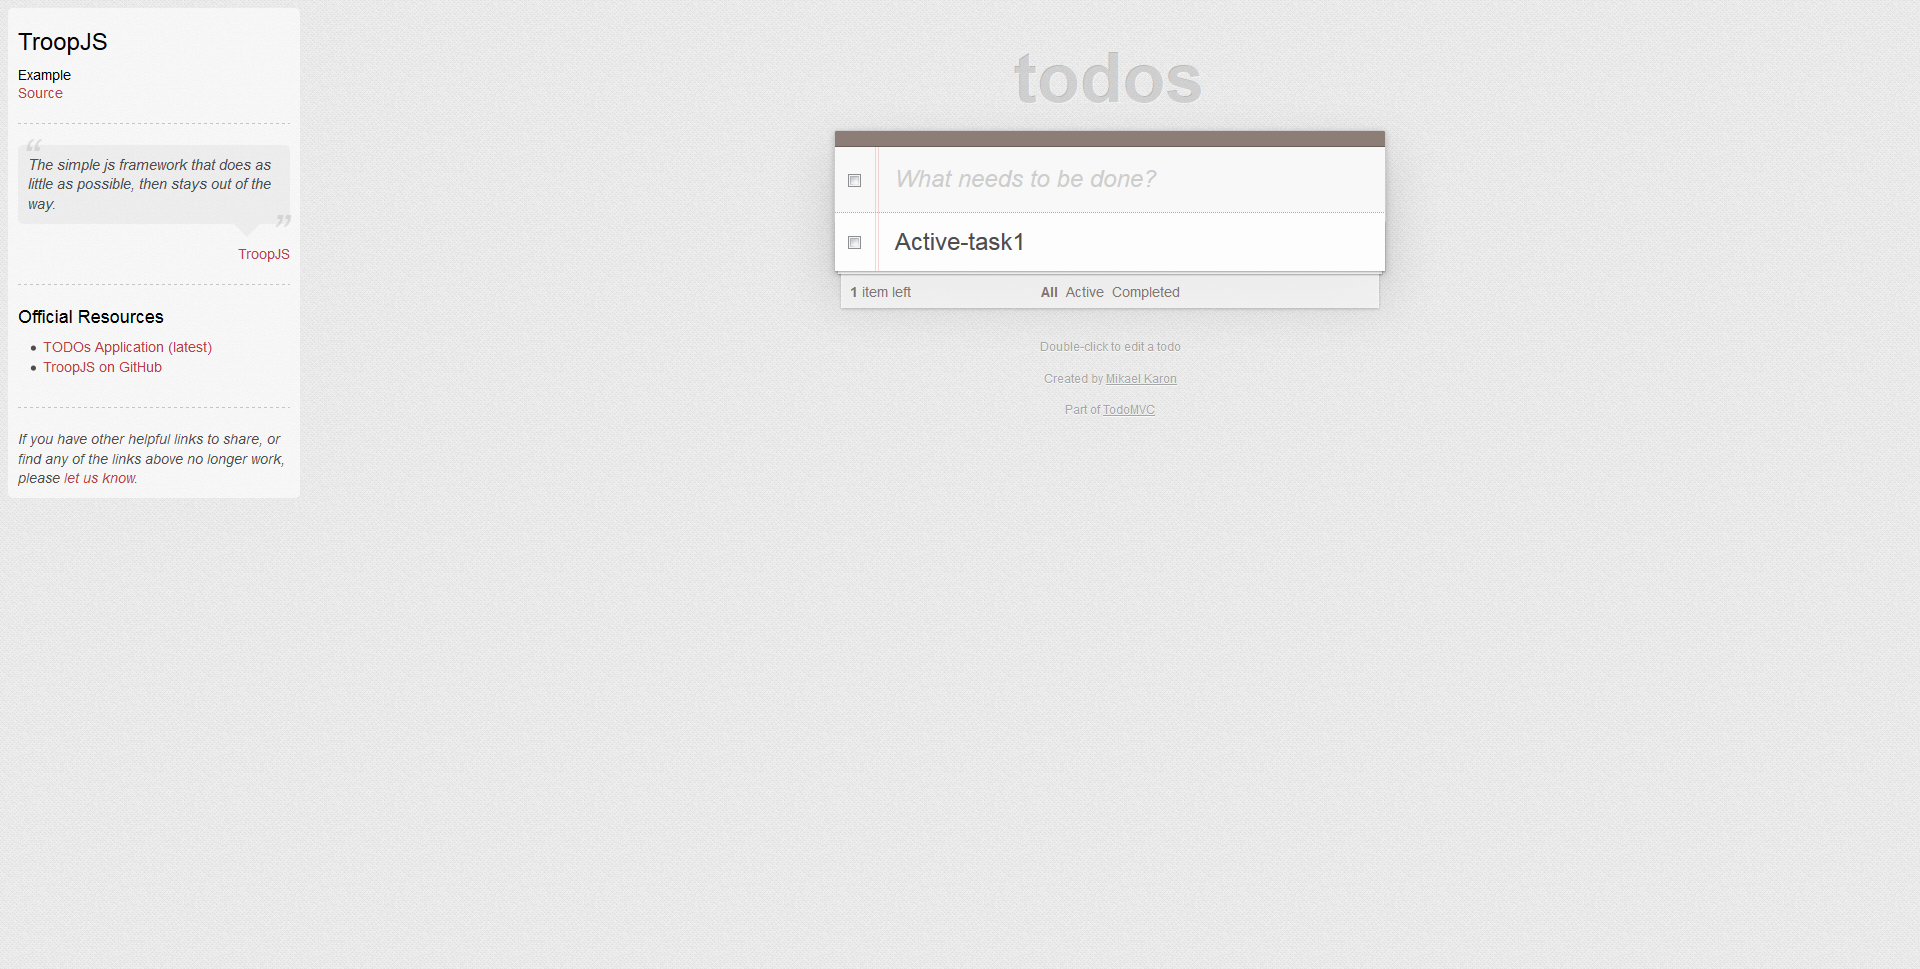 TroopJS
Example
Source
“
The simple js framework that does as
little as possible, then stays out of the
way.
”
TroopJS
Official Resources
TODOs Application (latest)
TroopJS on GitHub
If you have other helpful links to share, or
find any of the links above no longer work,
please let us know.
todos
What needs to be done?
Active-task1
1 item left
All Active Completed
Double-click to edit a todo
Created by Mikael Karon
Part of TodoMVC